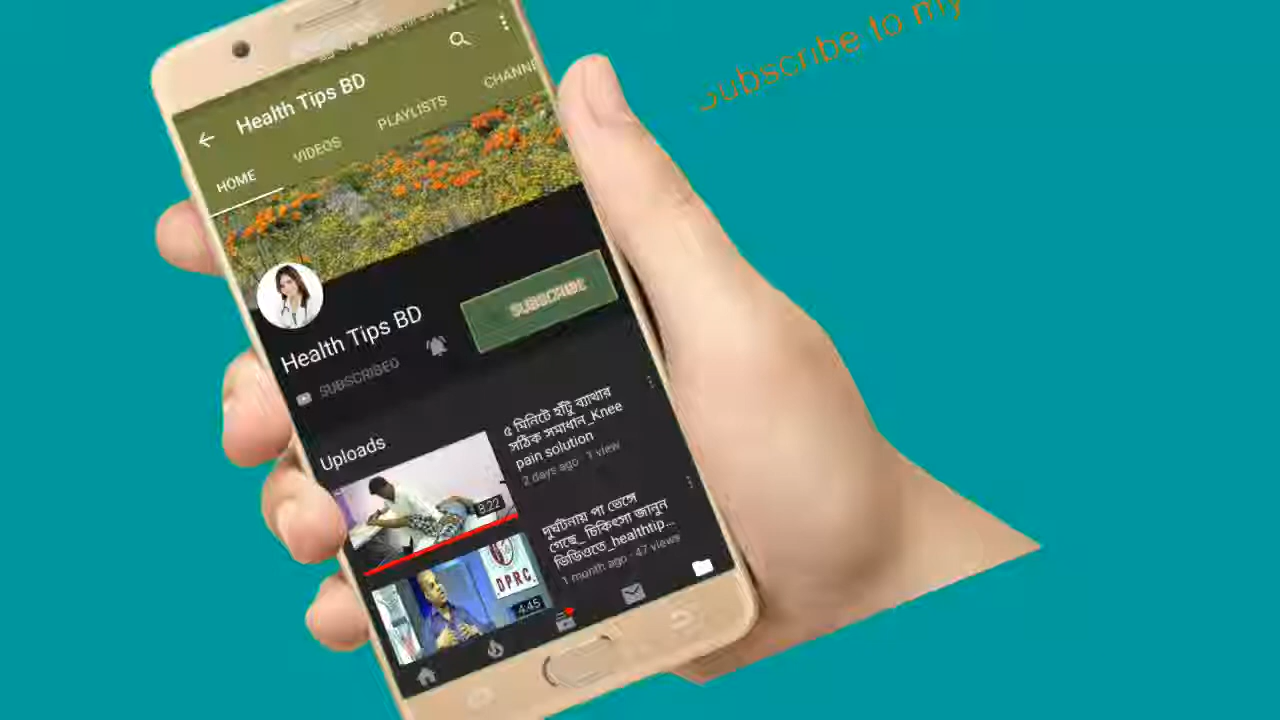 Subscribe to my
Health Tips BD
HOME
VIDEOS
PLAYLISTS
CHANNE
Health Tips BD
SUBSCRIBE
SUBSCRIBED
Uploads
৫ মিনিটে হাঁটু ব্যাথার
সঠিক সমাধান_Knee
pain solution
2 days ago · 1 view
8:22
দুর্ঘটনায় পা ভেঙ্গে
গেছে_ চিকিৎসা জানুন
ভিডিওতে_healthtip...
1 month ago · 47 views
DPRC
4:45